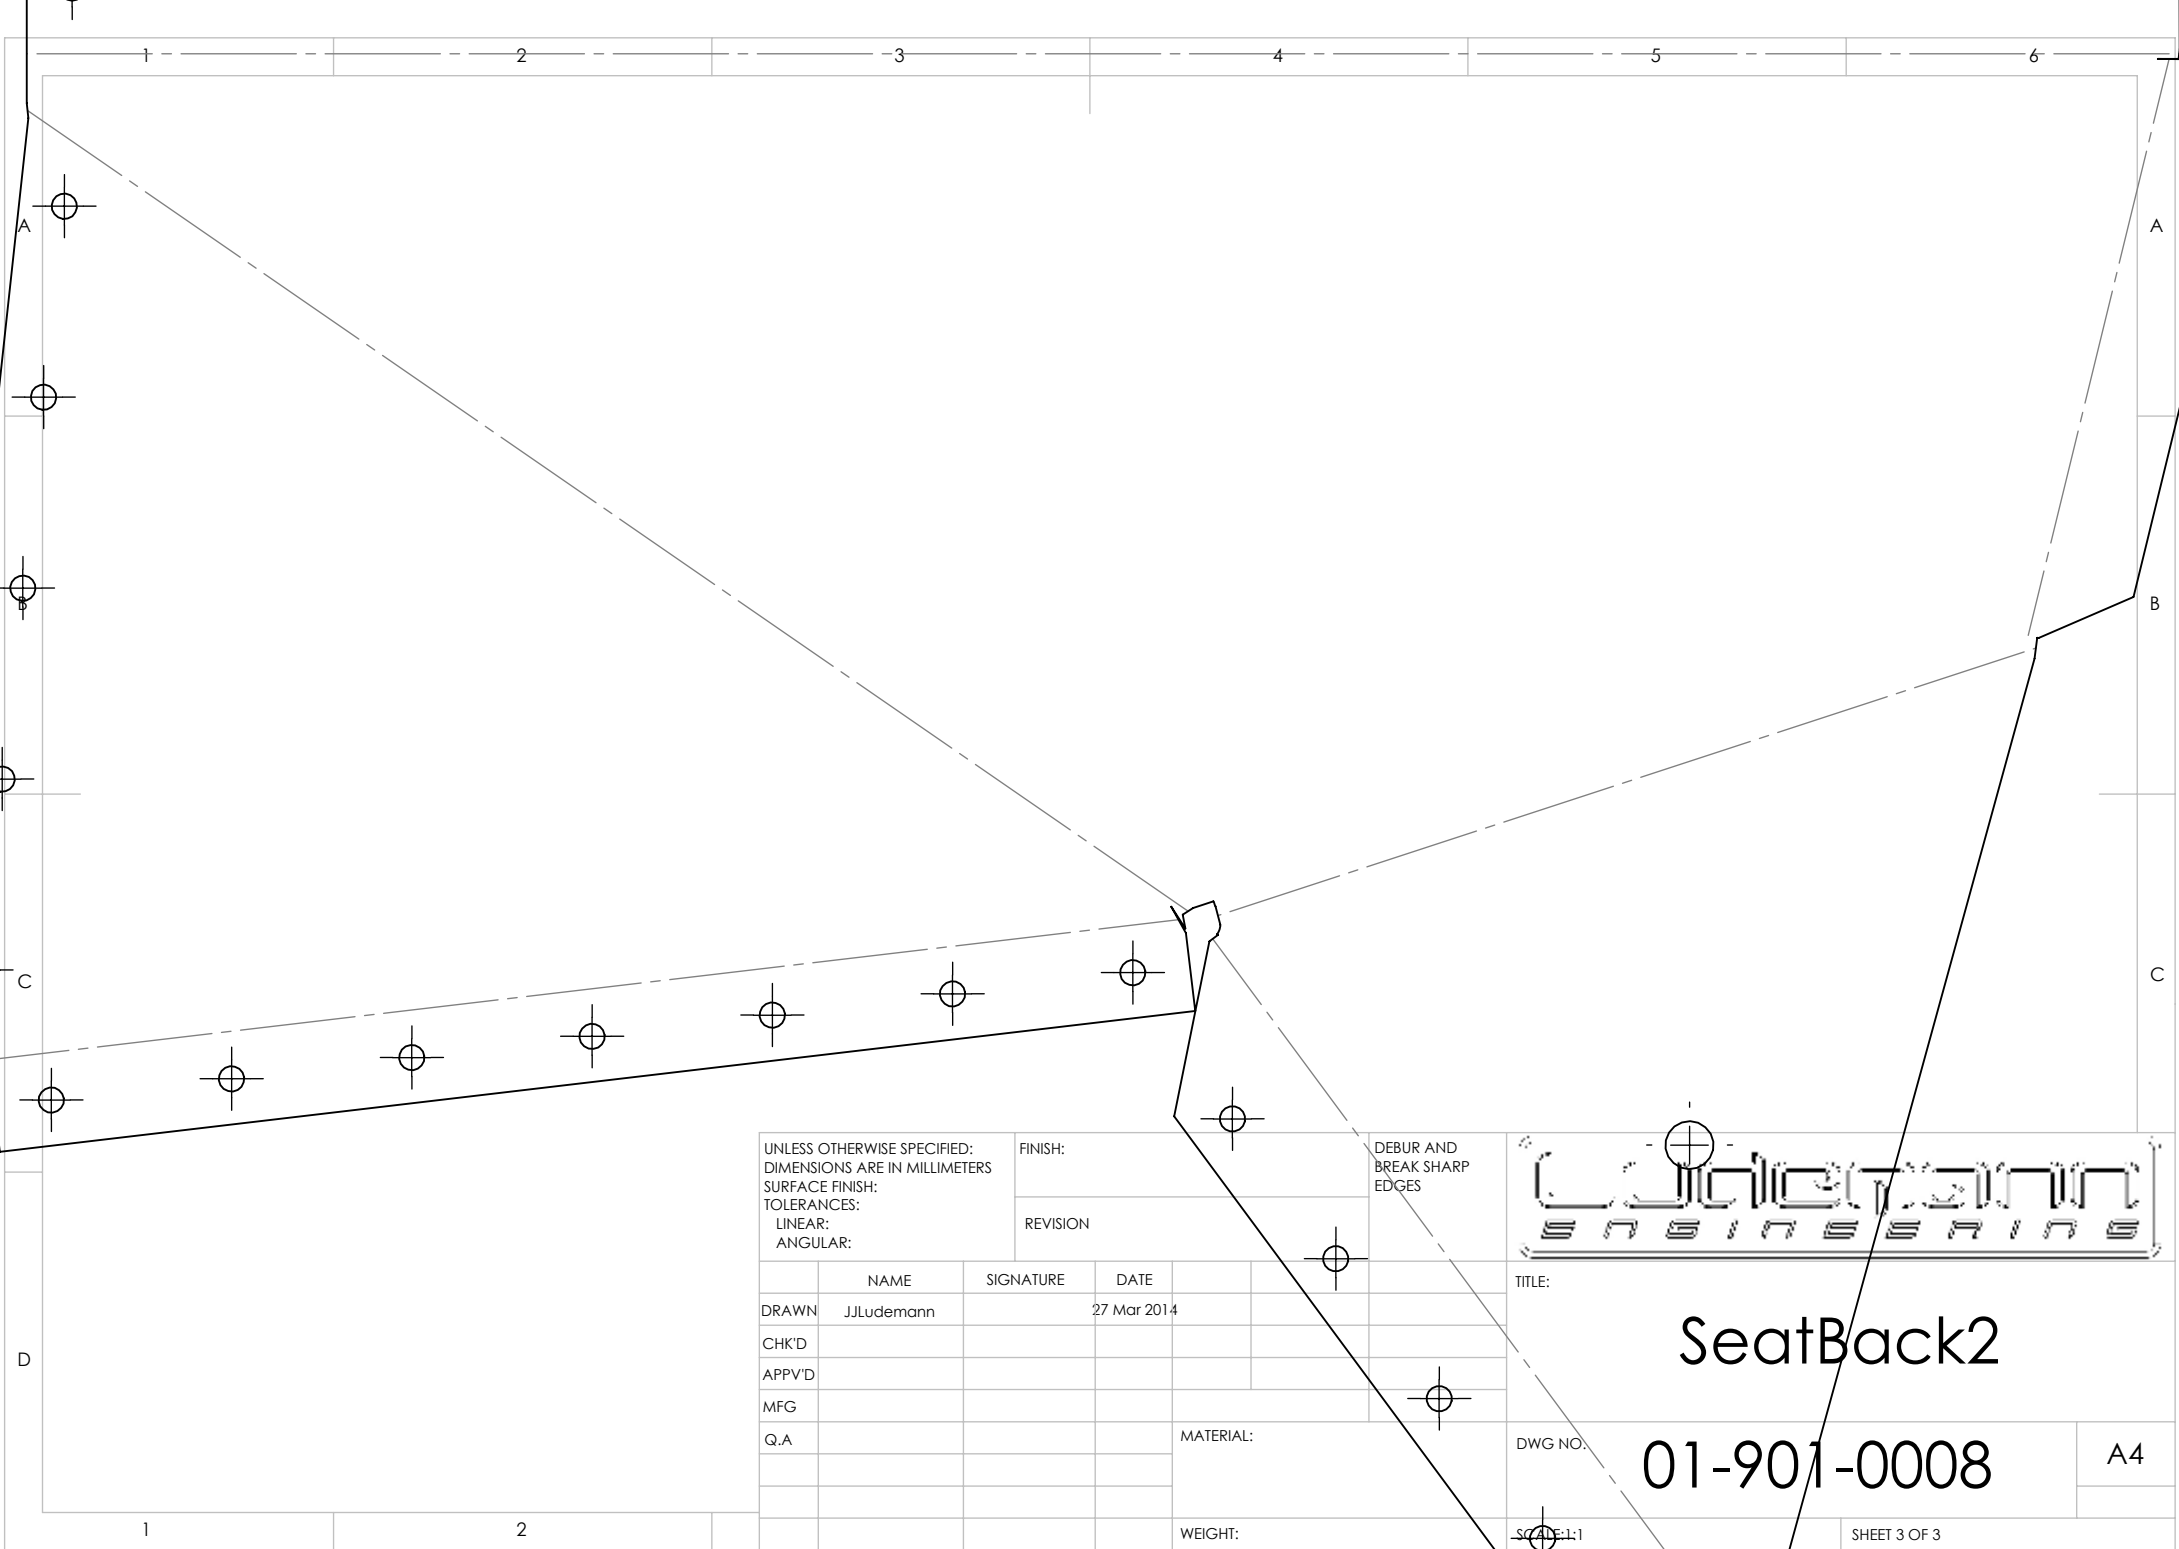 1 2 3 4 5 6
A A
B B
C C
UNLESS OTHERWISE SPECIFIED:
DIMENSIONS ARE IN MILLIMETERS
SURFACE FINISH:
TOLERANCES:
LINEAR:
ANGULAR:
FINISH:
REVISION
DEBUR AND
BREAK SHARP
EDGES
Ludemann
ENGINEERING
NAME SIGNATURE DATE
DRAWN JJLudemann 27 Mar 2014
CHK'D
APPV'D
MFG
Q.A
TITLE:
SeatBack2
D
MATERIAL:
DWG NO.
01-901-0008
A4
1 2
WEIGHT:
SCALE:1:1
SHEET 3 OF 3